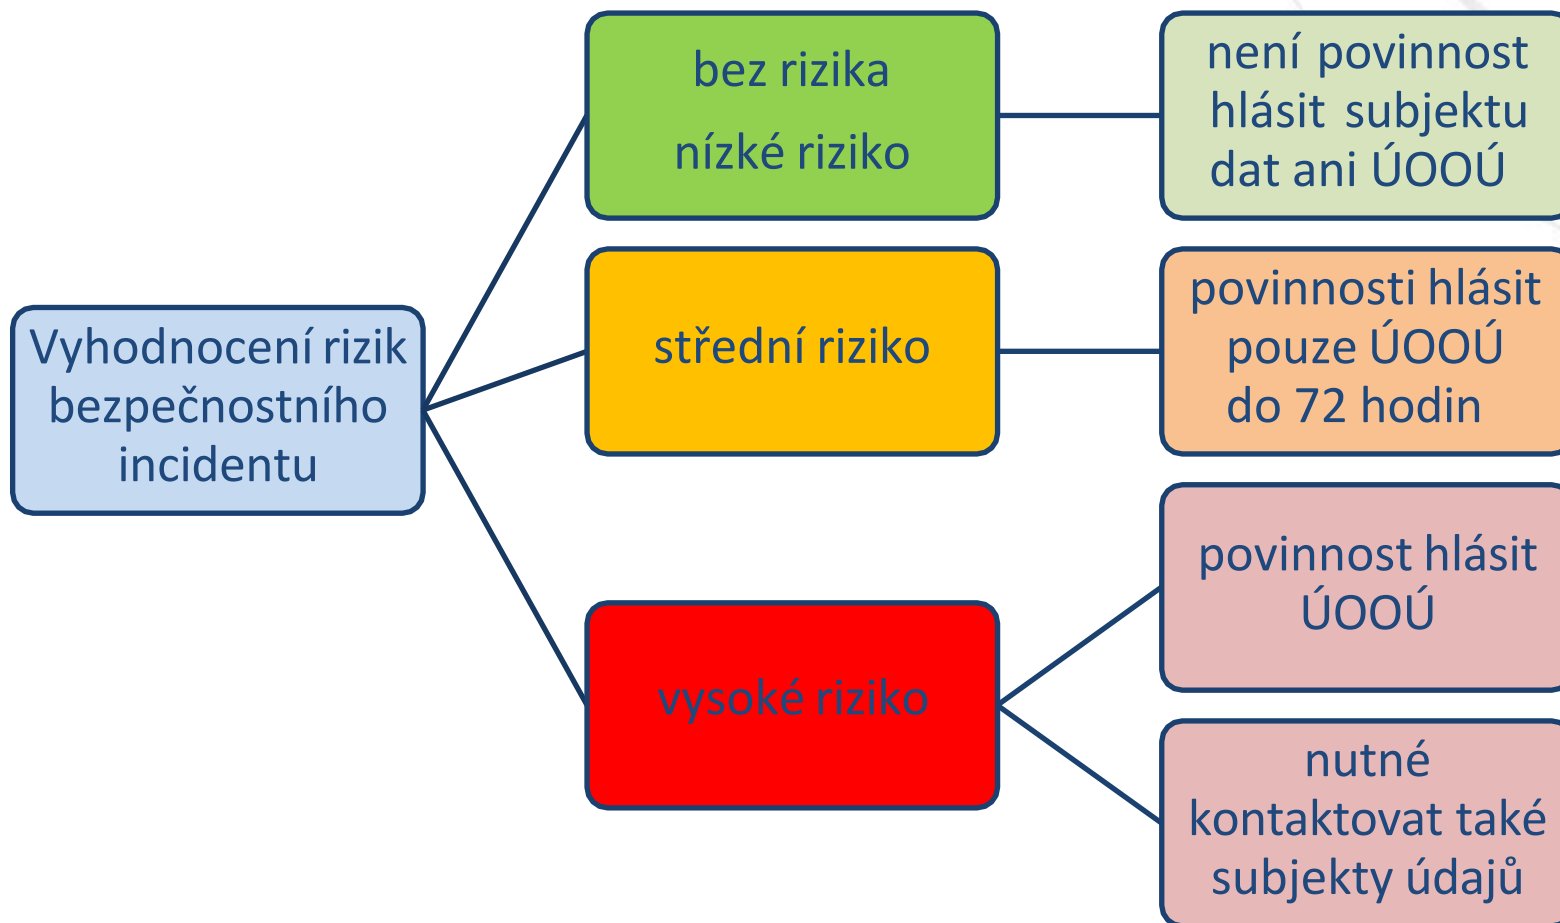 Vyhodnocení rizik
bezpečnostního
incidentu
bez rizika
nízké riziko
není povinnost
hlásit subjektu
dat ani ÚOOÚ
střední riziko
povinnosti hlásit
pouze ÚOOÚ
do 72 hodin
vysoké riziko
povinnost hlásit
ÚOOÚ
nutné
kontaktovat také
subjekty údajů